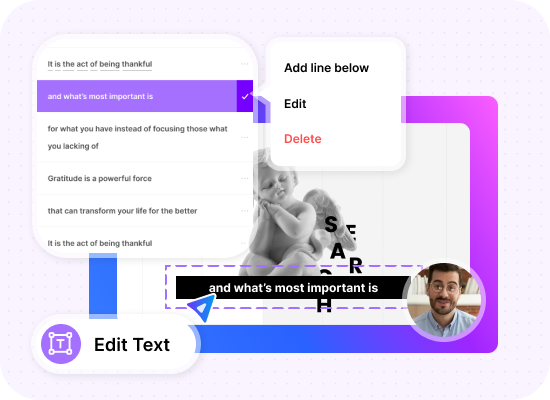 It is the act of being thankful
and what's most important is
for what you have instead of focusing those what
you lacking of
Gratitude is a powerful force
that can transform your life for the better
It is the act of being thankful
Add line below
Edit
Delete
S E
A
R
H
and what's most important is
Edit Text